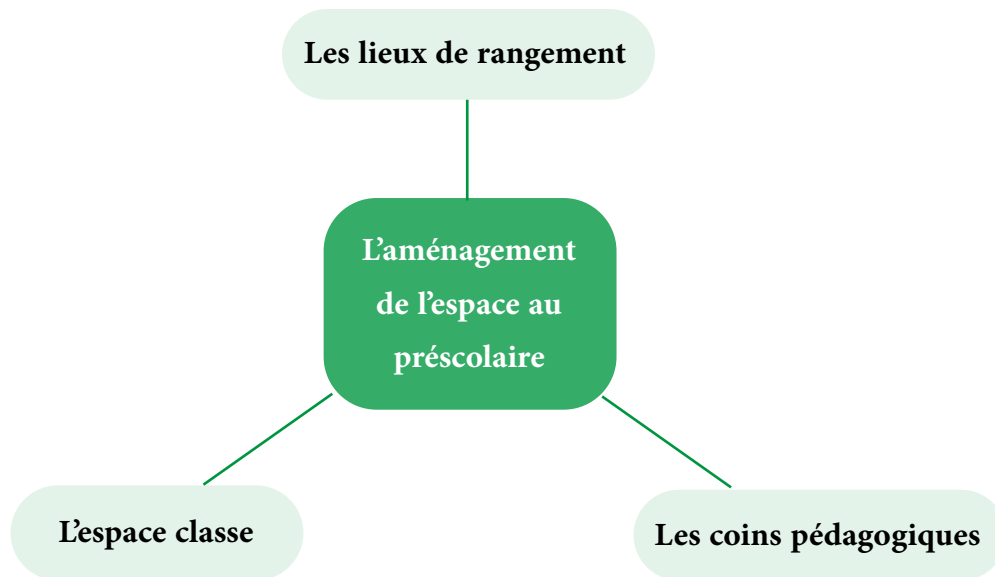 Les lieux de rangement
L'aménagement
de l'espace au
préscolaire
L'espace classe
Les coins pédagogiques